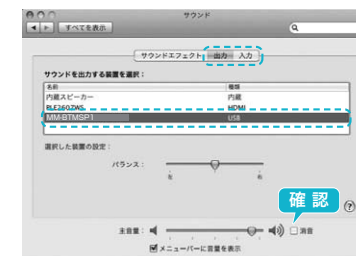 サウンド
すべてを表示
サウンドエフェクト 出力 入力
サウンドを出力する装置を選択：
名前 種類
内蔵スピーカー 内蔵
PLE2607WS HDMI
MM-BTMSP1 USB
選択した装置の設定：
バランス：
左 右
確認
主音量： 消音
メニューバーに音量を表示